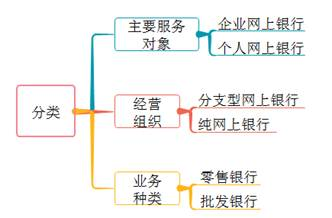 主要服务
对象
企业网上银行
个人网上银行
分类
经营
组织
分支型网上银行
纯网上银行
业务
种类
零售银行
批发银行